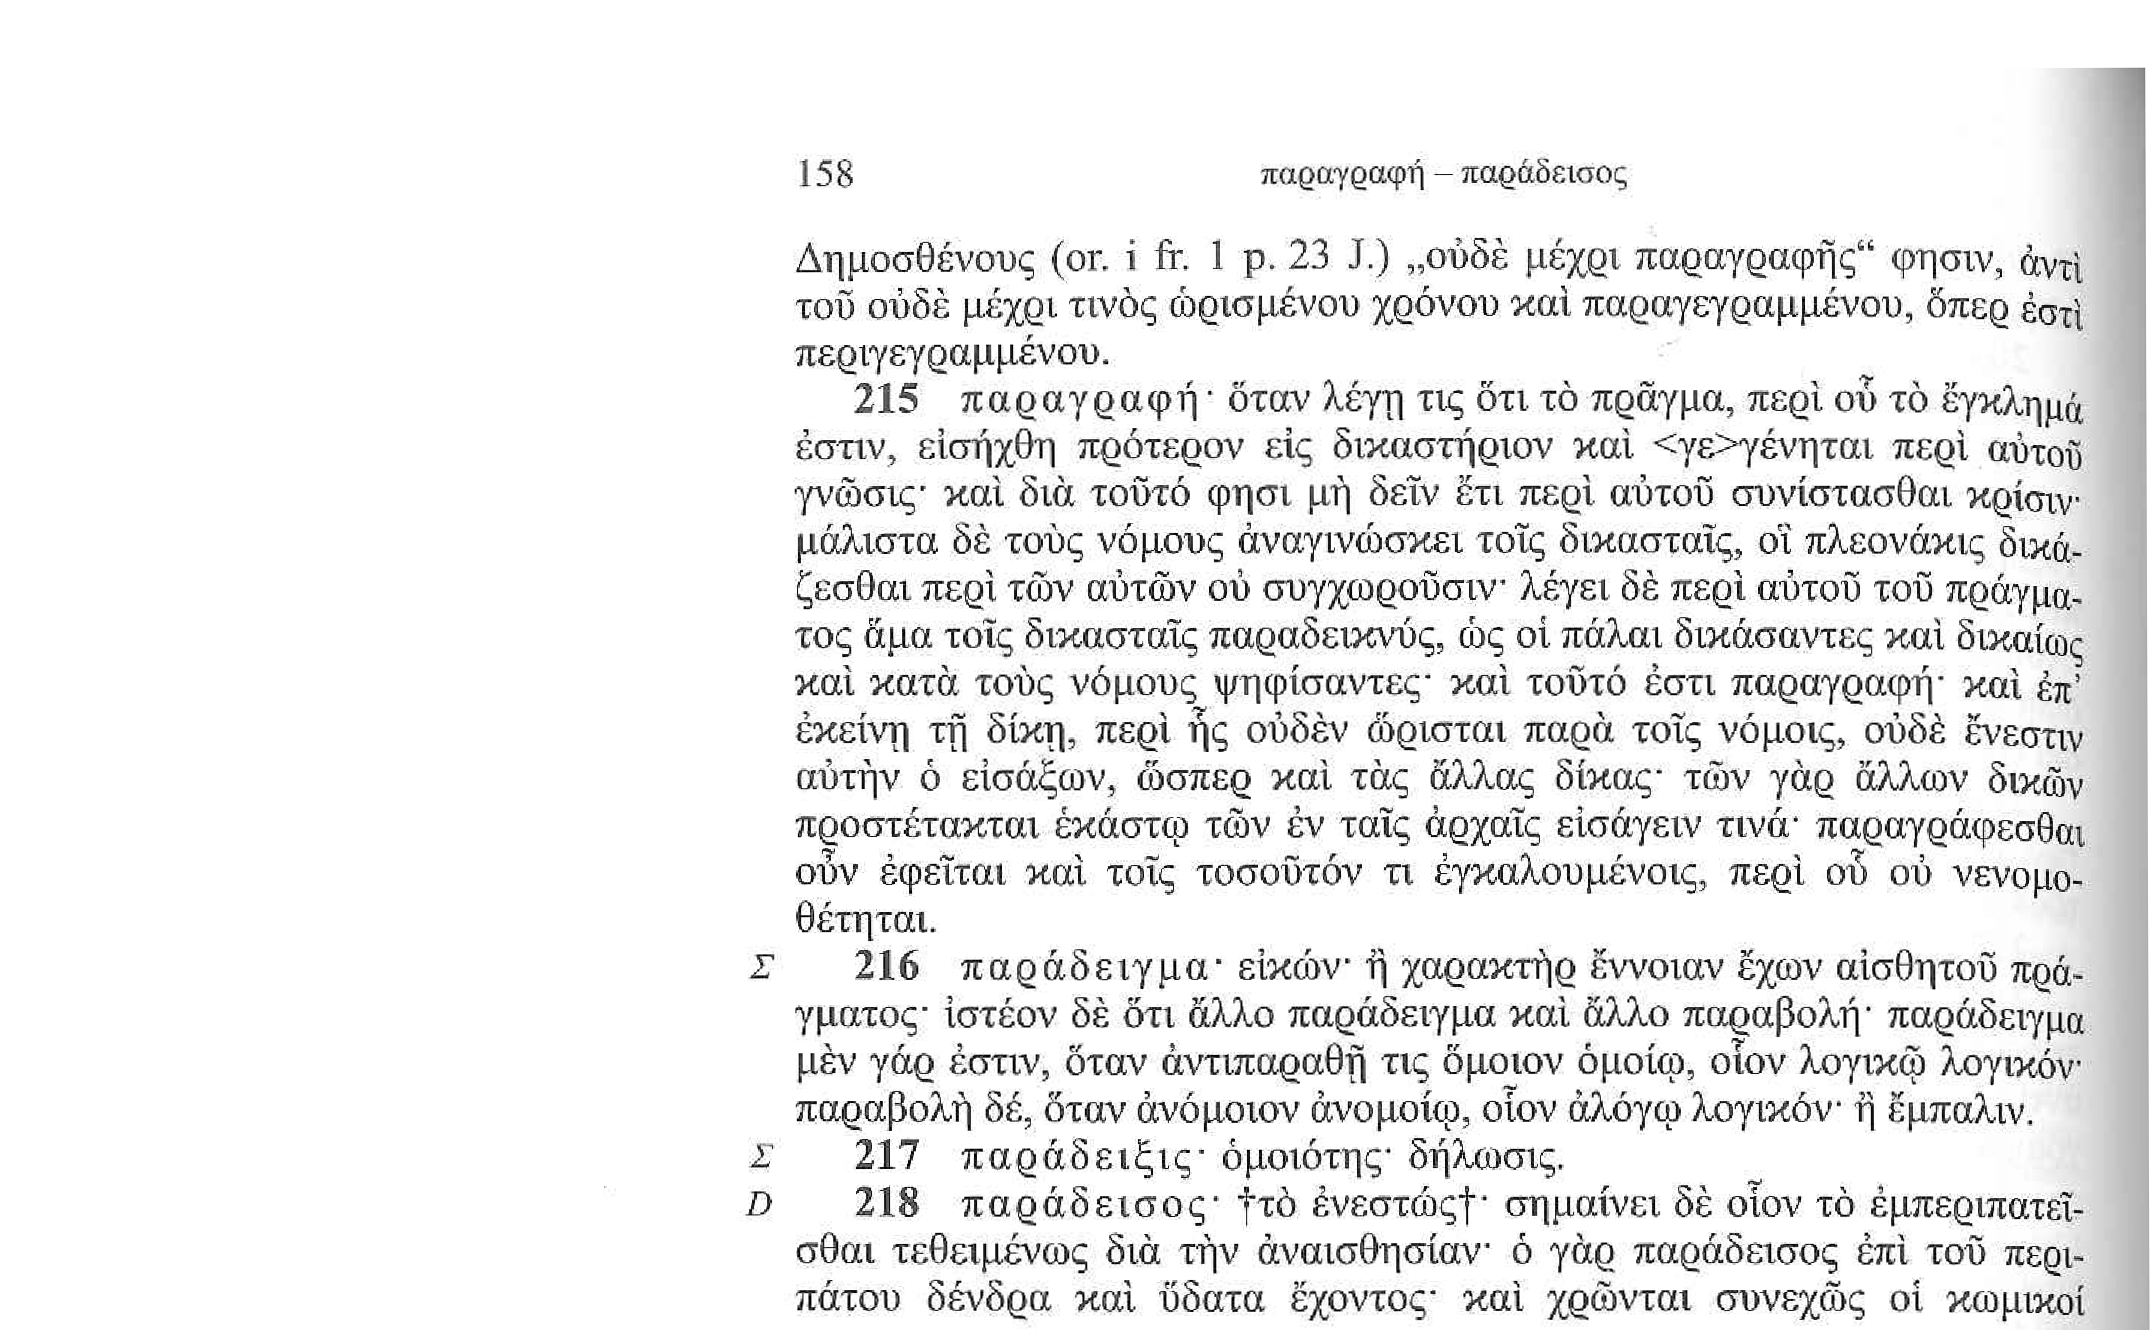 158 παραγραφή – παράδεισος
Δημοσθένους (or. i fr. 1 p. 23 J.) „οὐδὲ μέχρι παραγραφῆς“ φησιν, ἀντὶ
τοῦ οὐδὲ μέχρι τινὸς ὡρισμένου χρόνου καὶ παραγεγραμμένου, ὅπερ ἐστὶ
περιγεγραμμένου.
215 παραγραφή· ὅταν λέγῃ τις ὅτι τὸ πρᾶγμα, περὶ οὗ τὸ ἔγκλημά
ἐστιν, εἰσήχθη πρότερον εἰς δικαστήριον καὶ <γε>γένηται περὶ αὐτοῦ
γνῶσις· καὶ διὰ τοῦτό φησι μὴ δεῖν ἔτι περὶ αὐτοῦ συνίστασθαι κρίσιν·
μάλιστα δὲ τοὺς νόμους ἀναγινώσκει τοῖς δικασταῖς, οἳ πλεονάκις δικά-
ζεσθαι περὶ τῶν αὐτῶν οὐ συγχωροῦσιν· λέγει δὲ περὶ αὐτοῦ τοῦ πράγμα-
τος ἅμα τοῖς δικασταῖς παραδεικνύς, ὡς οἱ πάλαι δικάσαντες καὶ δικαίως
καὶ κατὰ τοὺς νόμους ψηφίσαντες· καὶ τοῦτό ἐστι παραγραφή· καὶ ἐπ’
ἐκείνῃ τῇ δίκῃ, περὶ ἧς οὐδὲν ὥρισται παρὰ τοῖς νόμοις, οὐδὲ ἔνεστιν
αὐτὴν ὁ εἰσάξων, ὥσπερ καὶ τὰς ἄλλας δίκας· τῶν γὰρ ἄλλων δικῶν
προστέτακται ἑκάστῳ τῶν ἐν ταῖς ἀρχαῖς εἰσάγειν τινά· παραγράφεσθαι
οὖν ἐφεῖται καὶ τοῖς τοσοῦτόν τι ἐγκαλουμένοις, περὶ οὗ οὐ νενομο-
θέτηται.
Σ 216 παράδειγμα· εἰκών· ἢ χαρακτὴρ ἔννοιαν ἔχων αἰσθητοῦ πρά-
γματος· ἰστέον δὲ ὅτι ἄλλο παράδειγμα καὶ ἄλλο παραβολή· παράδειγμα
μὲν γάρ ἐστιν, ὅταν ἀντιπαραθῇ τις ὅμοιον ὁμοίῳ, οἷον λογικῷ λογικόν·
παραβολὴ δέ, ὅταν ἀνόμοιον ἀνομοίῳ, οἷον ἀλόγῳ λογικόν· ἢ ἔμπαλιν.
Σ 217 παράδειξις· ὁμοιότης· δήλωσις.
D 218 παράδεισος· †τὸ ἐνεστώς†· σημαίνει δὲ οἷον τὸ ἐμπεριπατεῖ-
σθαι τεθειμένως διὰ τὴν ἀναισθησίαν· ὁ γὰρ παράδεισος ἐπὶ τοῦ περι-
πάτου δένδρα καὶ ὕδατα ἔχοντος· καὶ χρῶνται συνεχῶς οἱ κωμικοί